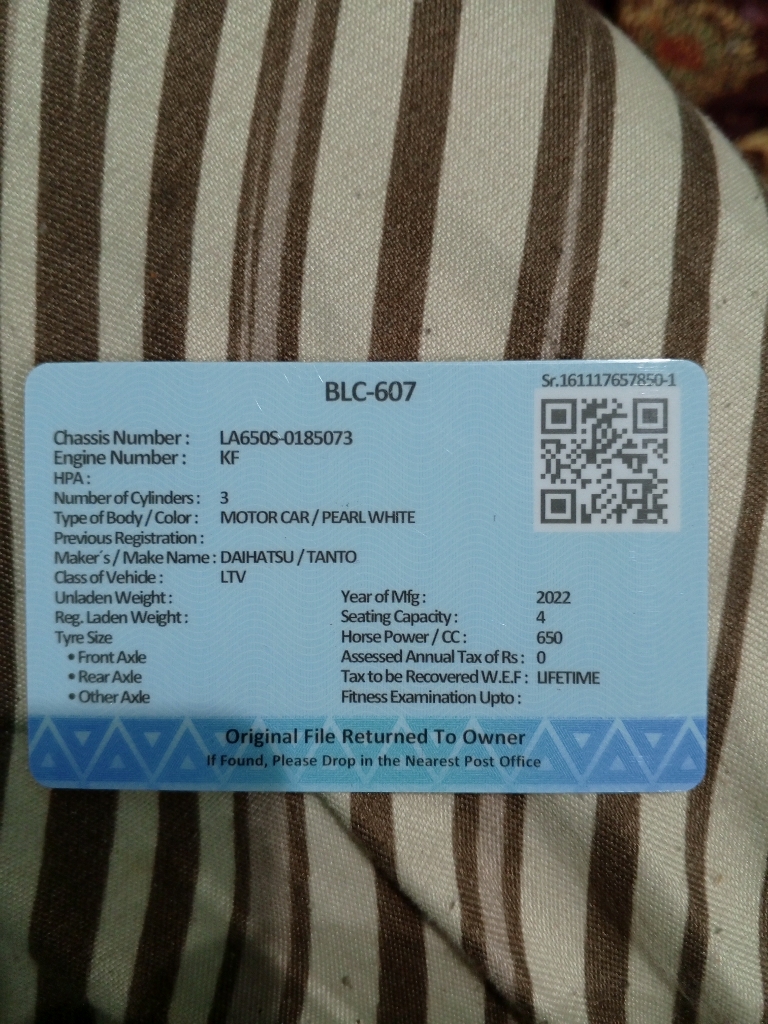 BLC-607
Sr.161117657850-1
Chassis Number : LA650S-0185073
Engine Number : KF
HPA :
Number of Cylinders : 3
Type of Body / Color : MOTOR CAR / PEARL WHITE
Previous Registration :
Maker´s / Make Name : DAIHATSU / TANTO
Class of Vehicle : LTV
Unladen Weight : Year of Mfg : 2022
Reg. Laden Weight : Seating Capacity : 4
Tyre Size Horse Power / CC : 650
• Front Axle Assessed Annual Tax of Rs : 0
• Rear Axle Tax to be Recovered W.E.F : LIFETIME
• Other Axle Fitness Examination Upto :
Original File Returned To Owner
If Found, Please Drop in the Nearest Post Office